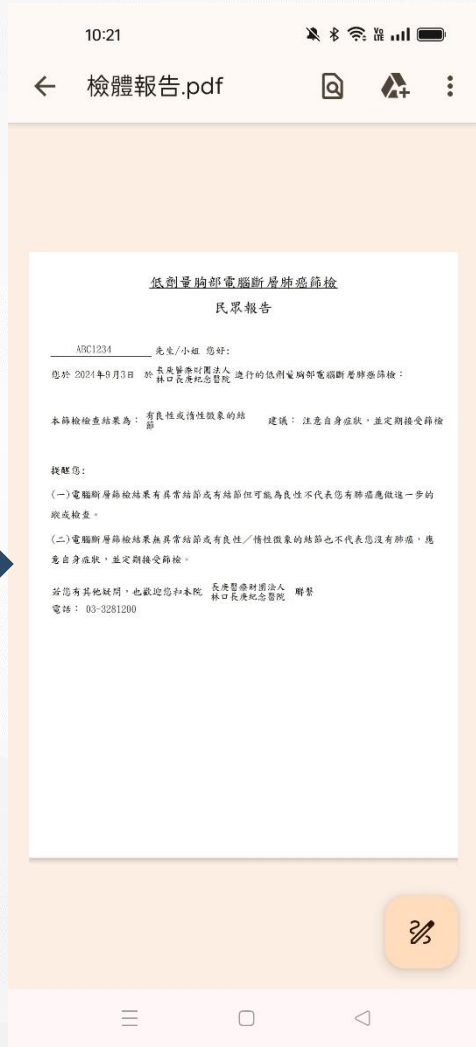 10:21
檢體報告.pdf
低劑量胸部電腦斷層肺癌篩檢
民眾報告
ABC1234 先生/小姐 您好:
您於 2024年9月3日 於 長庚醫療財團法人林口長庚紀念醫院 進行的低劑量胸部電腦斷層肺癌篩檢:
本篩檢檢查結果為: 有良性或惰性徵象的結節 建議: 注意自身症狀,並定期接受篩檢
提醒您:
(一)電腦斷層篩檢結果有異常結節或有結節但可能為良性不代表您有肺癌應做進一步的
蹤或檢查。
(二)電腦斷層篩檢結果無異常結節或有良性/惰性徵象的結節也不代表您沒有肺癌,應
意自身症狀,並定期接受篩檢。
若您有其他疑問,也歡迎您和本院 長庚醫療財團法人林口長庚紀念醫院 聯繫
電話: 03-3281200